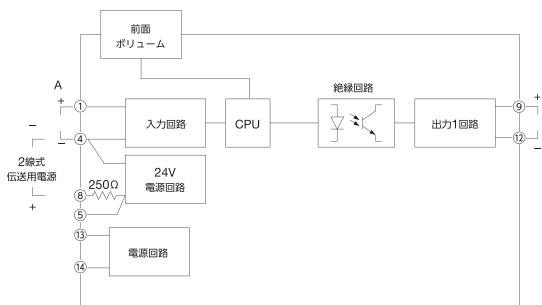 前面
ボリューム
A
+
①
入力回路
CPU
絶縁回路
出力1回路
⑨
+
⑫
−
−
④
−
2線式
伝送用電源
+
24V
電源回路
250Ω
⑧
⑤
⑬
電源回路
⑭